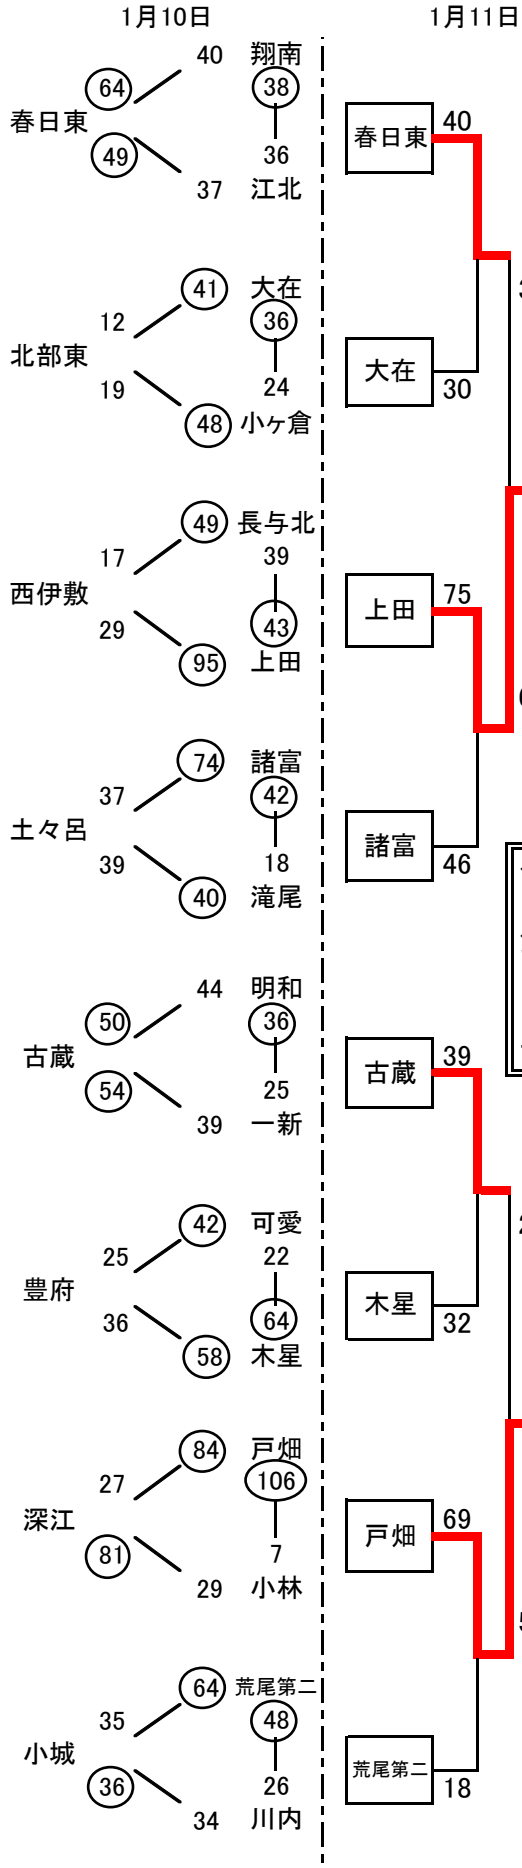 1月10日 1月11日
40 翔南
64 38
春日東
49 36
37 江北
春日東 40
41 大在
12 36
北部東
19 24
48 小ヶ倉
大在 30
49 長与北
17 39
西伊敷
29 43
95 上田
上田 75
74 諸富
37 42
土々呂
39 18
40 滝尾
諸富 46
44 明和
50 36
古蔵
54 25
39 一新
古蔵 39
42 可愛
25 22
豊府
36 64
58 木星
木星 32
84 戸畑
27 106
深江
81 7
29 小林
戸畑 69
64 荒尾第二
35 48
小城
36 26
34 川内
荒尾第二 18